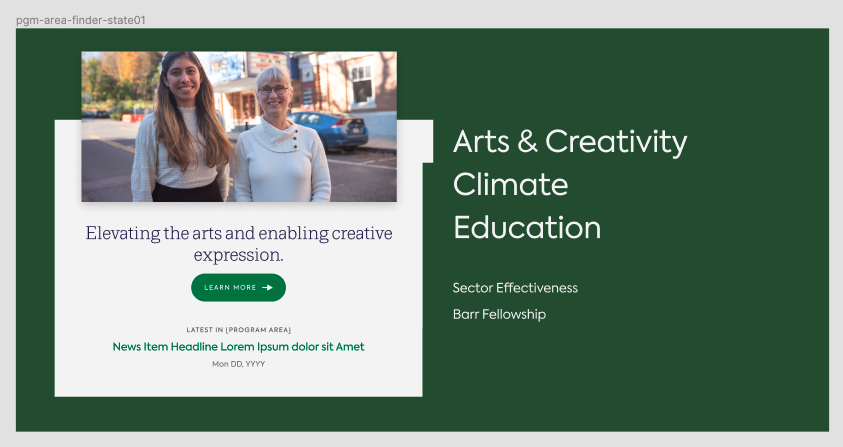 pgm-area-finder-state01
Elevating the arts and enabling creative
expression.
LEARN MORE
LATEST IN [PROGRAM AREA]
News Item Headline Lorem Ipsum dolor sit Amet
Mon DD, YYYY
Arts & Creativity
Climate
Education
Sector Effectiveness
Barr Fellowship